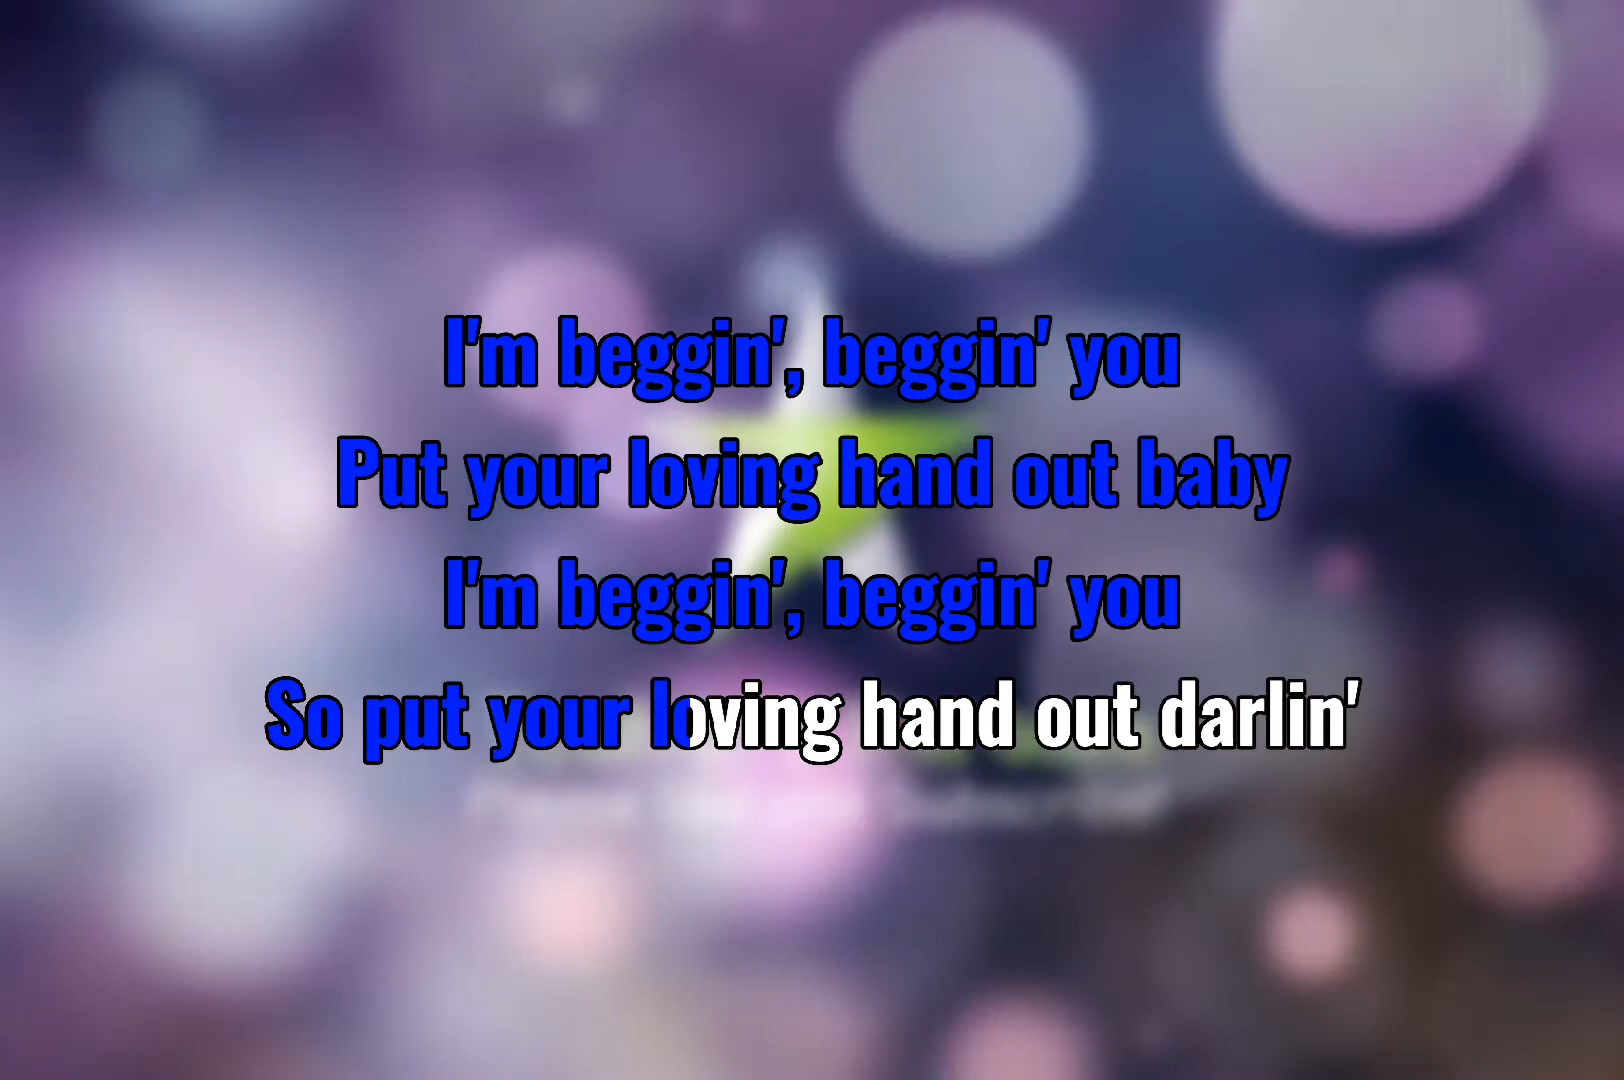 I'm beggin', beggin' you
Put your loving hand out baby
I'm beggin', beggin' you
So put your loving hand out darlin'